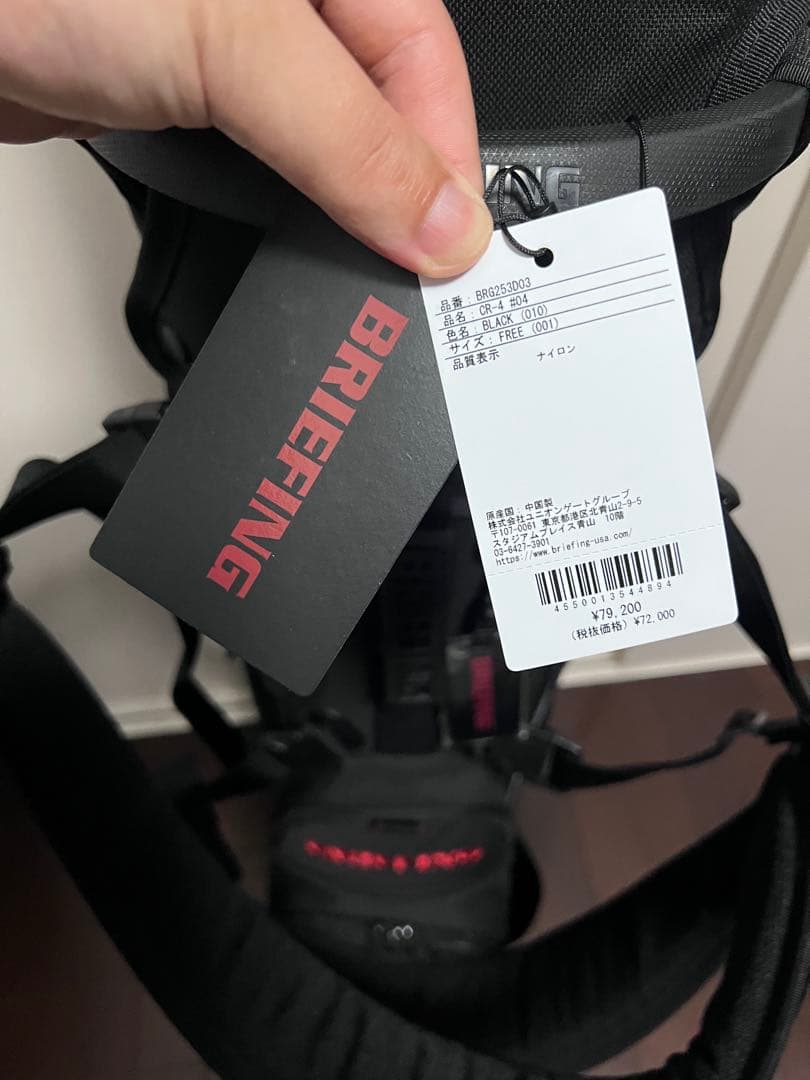 ING
品番：BRG253D03
品名：CR-4 #04
色名：BLACK (010)
サイズ：FREE (001)
品質表示 ナイロン
BRIEFING
原産国：中国製
株式会社ユニオンゲートグループ
〒107-0061 東京都港区北青山2-9-5
スタジアムプレイス青山 10階
03-6427-3901
https://www.briefing-usa.com/
4550013544894
¥79,200
(税抜価格) ¥72,000